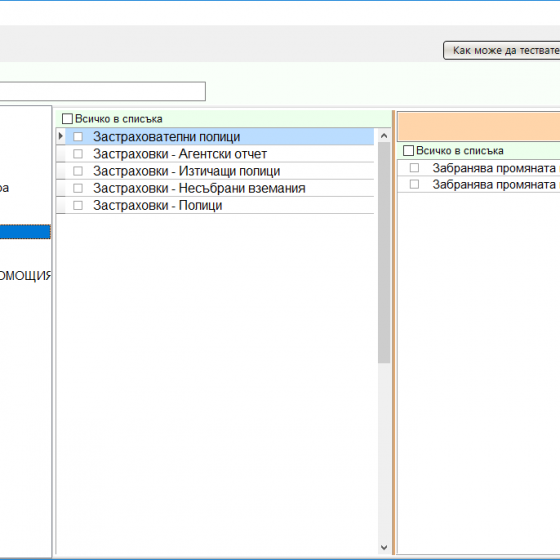 Как може да тествате
Всичко в списъка
Застрахователни полици
Застраховки - Агентски отчет
Застраховки - Изтичащи полици
Застраховки - Несъбрани вземания
Застраховки - Полици
Всичко в списъка
Забранява промяната
Забранява промяната
ра
ОМОЩИЯ